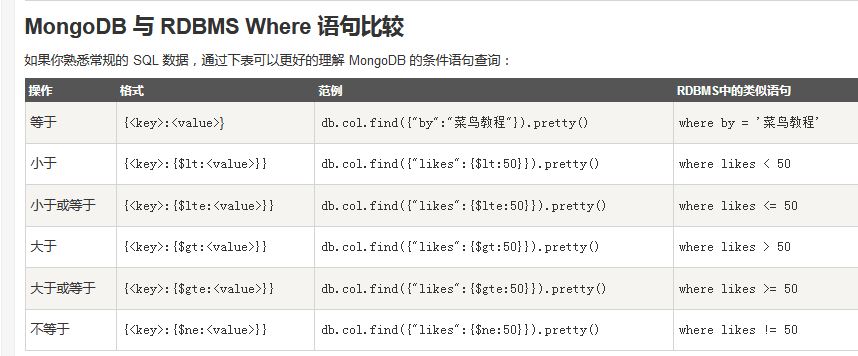 MongoDB 与 RDBMS Where 语句比较
如果你熟悉常规的 SQL 数据，通过下表可以更好的理解 MongoDB 的条件语句查询：
操作 格式 范例 RDBMS中的类似语句
等于 {<key>:<value>} db.col.find({"by":"菜鸟教程"}).pretty() where by = '菜鸟教程'
小于 {<key>:{$lt:<value>}} db.col.find({"likes":{$lt:50}}).pretty() where likes < 50
小于或等于 {<key>:{$lte:<value>}} db.col.find({"likes":{$lte:50}}).pretty() where likes <= 50
大于 {<key>:{$gt:<value>}} db.col.find({"likes":{$gt:50}}).pretty() where likes > 50
大于或等于 {<key>:{$gte:<value>}} db.col.find({"likes":{$gte:50}}).pretty() where likes >= 50
不等于 {<key>:{$ne:<value>}} db.col.find({"likes":{$ne:50}}).pretty() where likes != 50